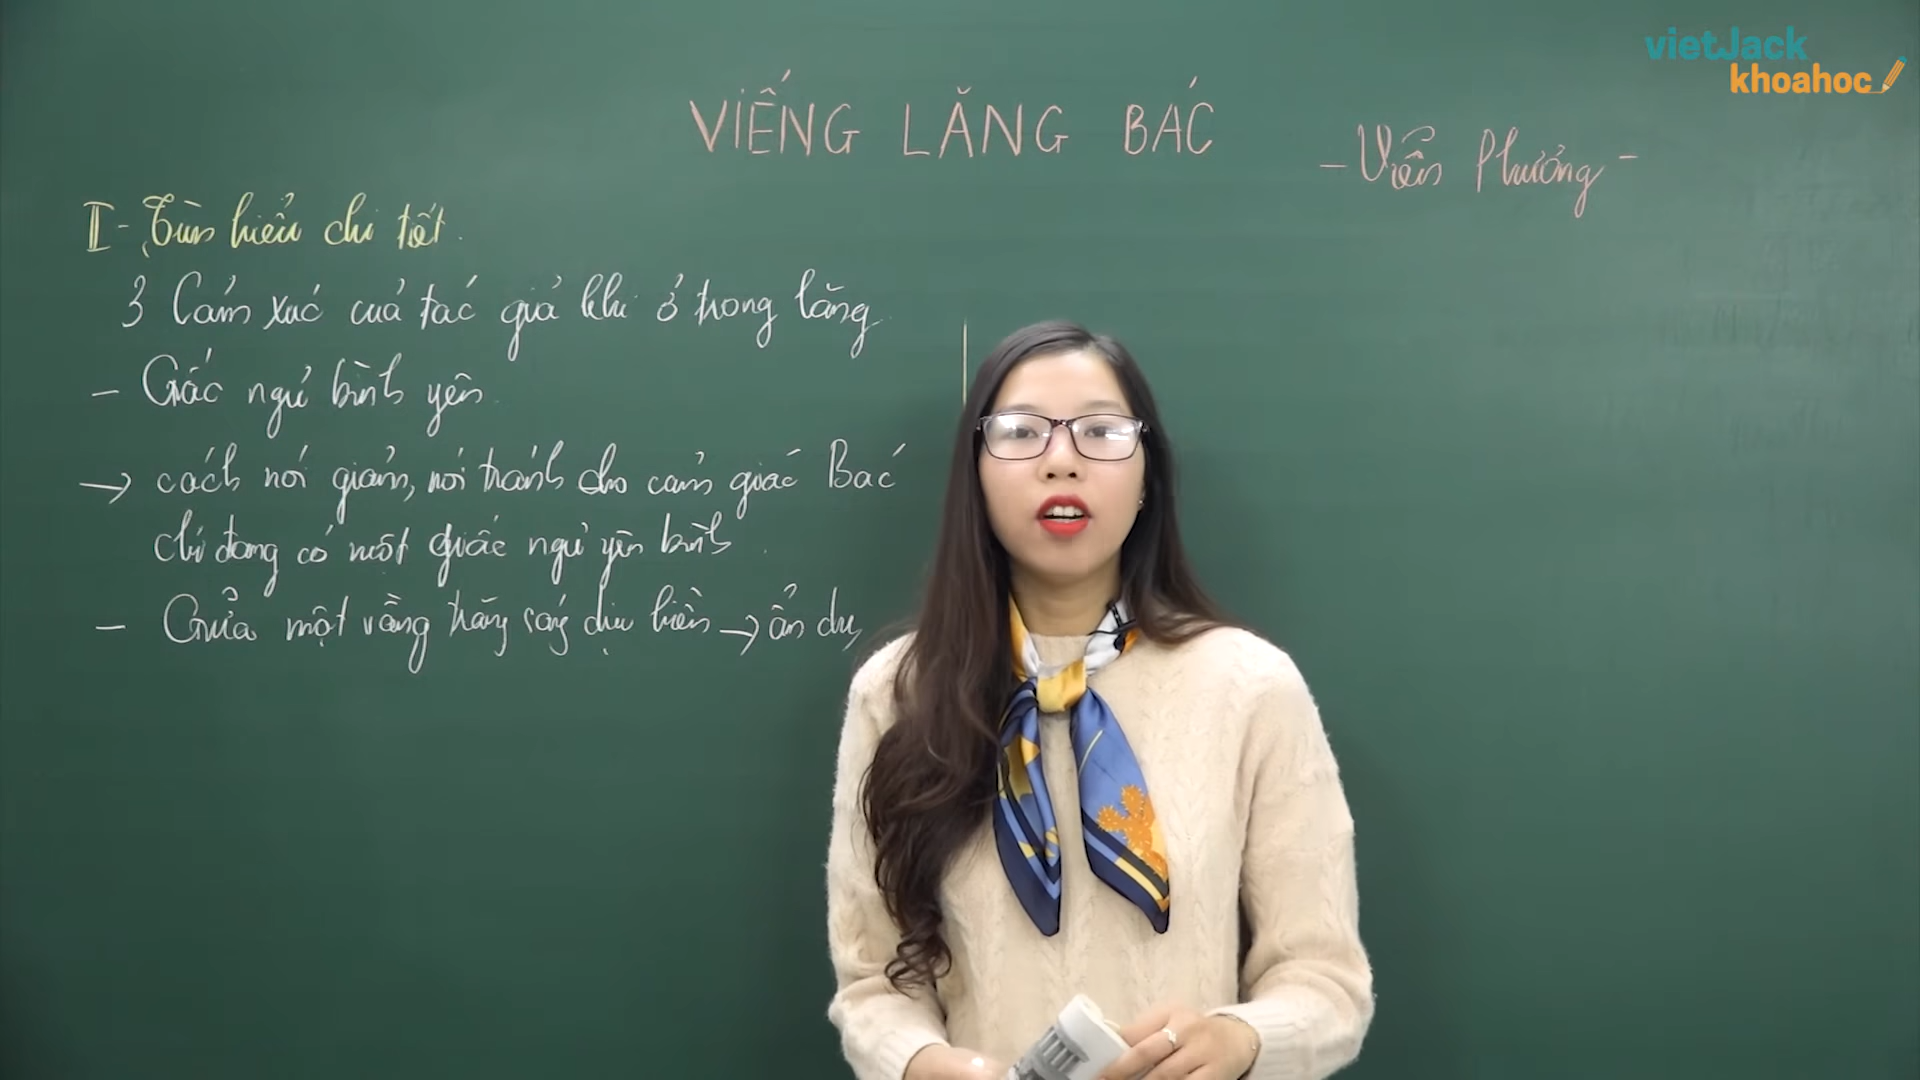 vietJack
khoahoc
VIẾNG LĂNG BÁC
- Viễn Phương -
II - Tìm hiểu chi tiết.
3 Cảm xúc của tác giả khi ở trong lăng
- Giấc ngủ bình yên
→ cách nói giảm, nói tránh cho cảm giác Bác
chỉ đang có một giấc ngủ yên bình.
- Giữa một vầng trăng sáng dịu hiền → ẩn dụ